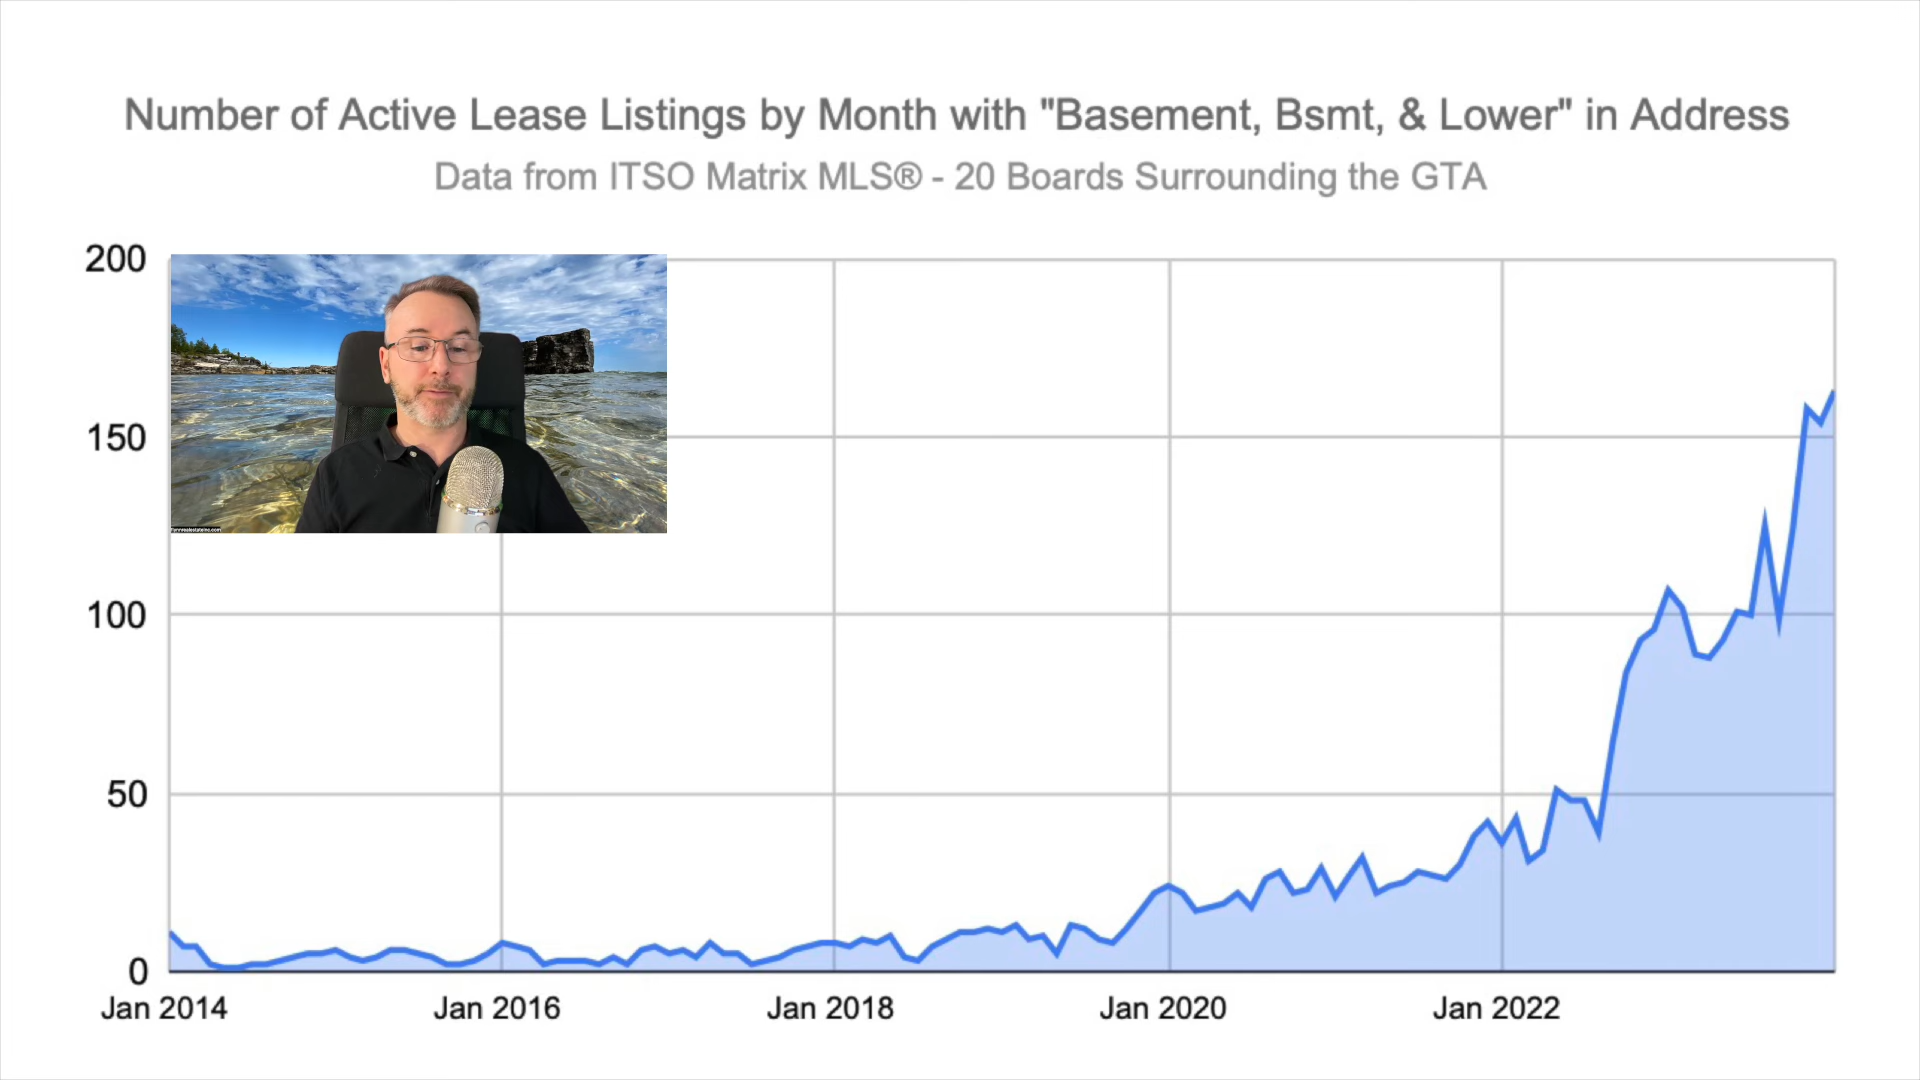 Number of Active Lease Listings by Month with "Basement, Bsmt, & Lower" in Address
Data from ITSO Matrix MLS® - 20 Boards Surrounding the GTA
200
150
100
50
0
Jan 2014 Jan 2016 Jan 2018 Jan 2020 Jan 2022